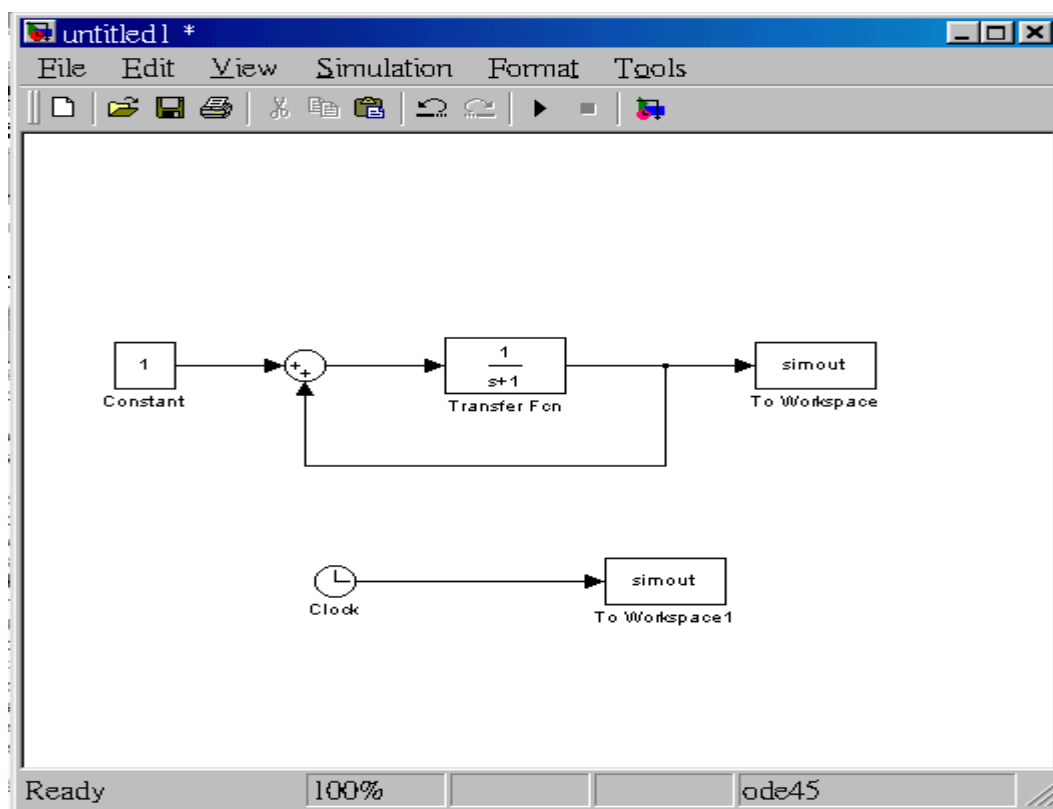 untitled1 *
File Edit View Simulation Format Tools
1
Constant
+
+
1
s+1
Transfer Fcn
simout
To Workspace
Clock
simout
To Workspace1
Ready 100% ode45